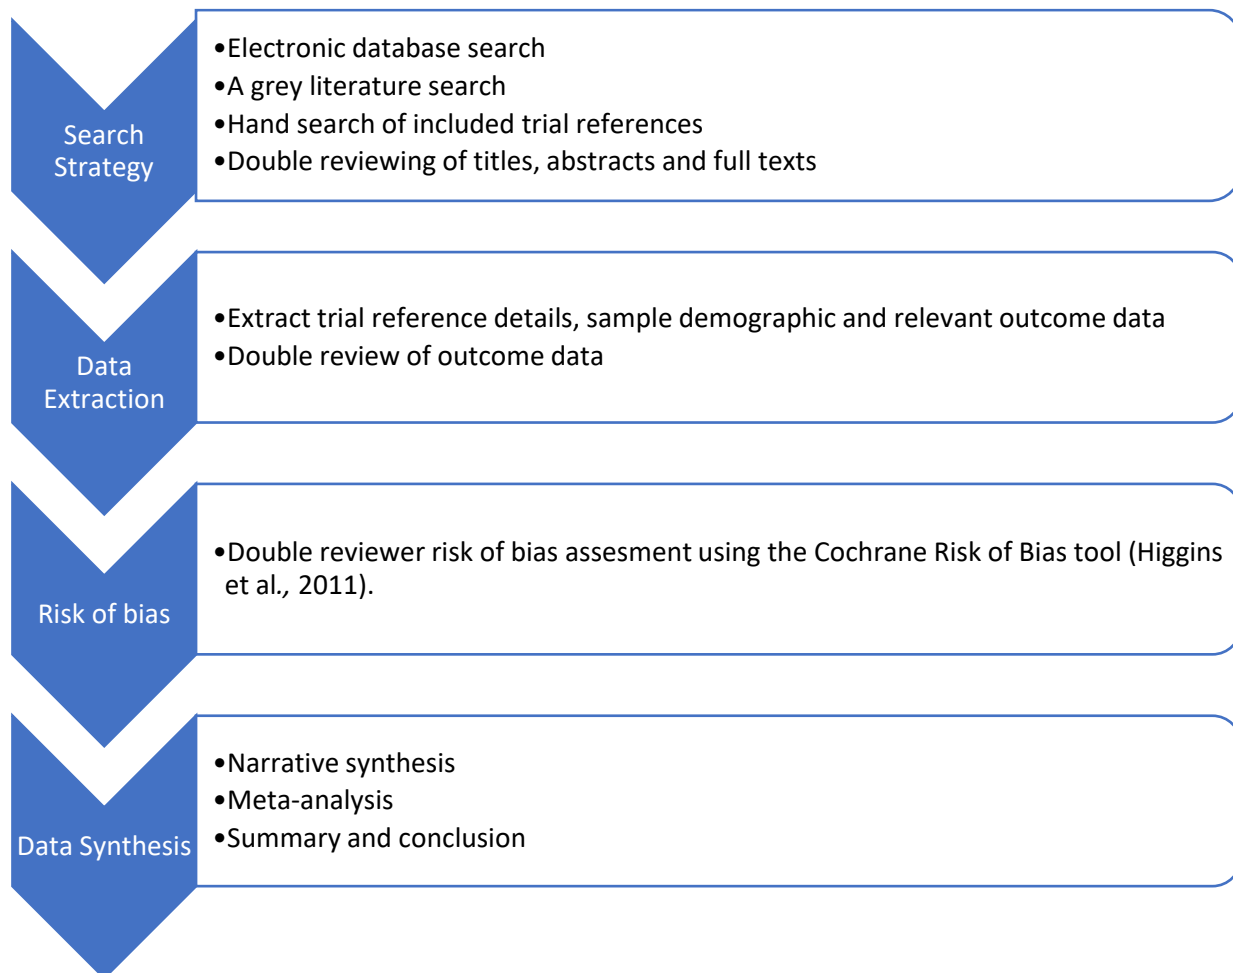 Search
Strategy
•Electronic database search
•A grey literature search
•Hand search of included trial references
•Double reviewing of titles, abstracts and full texts
Data
Extraction
•Extract trial reference details, sample demographic and relevant outcome data
•Double review of outcome data
Risk of bias
•Double reviewer risk of bias assesment using the Cochrane Risk of Bias tool (Higgins
et al., 2011).
Data Synthesis
•Narrative synthesis
•Meta-analysis
•Summary and conclusion